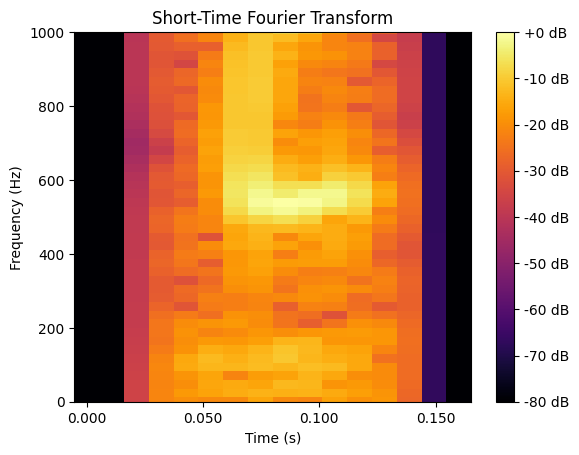 Short-Time Fourier Transform
1000
800
600
400
200
0
Frequency (Hz)
0.000
0.050
0.100
0.150
Time (s)
+0 dB
-10 dB
-20 dB
-30 dB
-40 dB
-50 dB
-60 dB
-70 dB
-80 dB